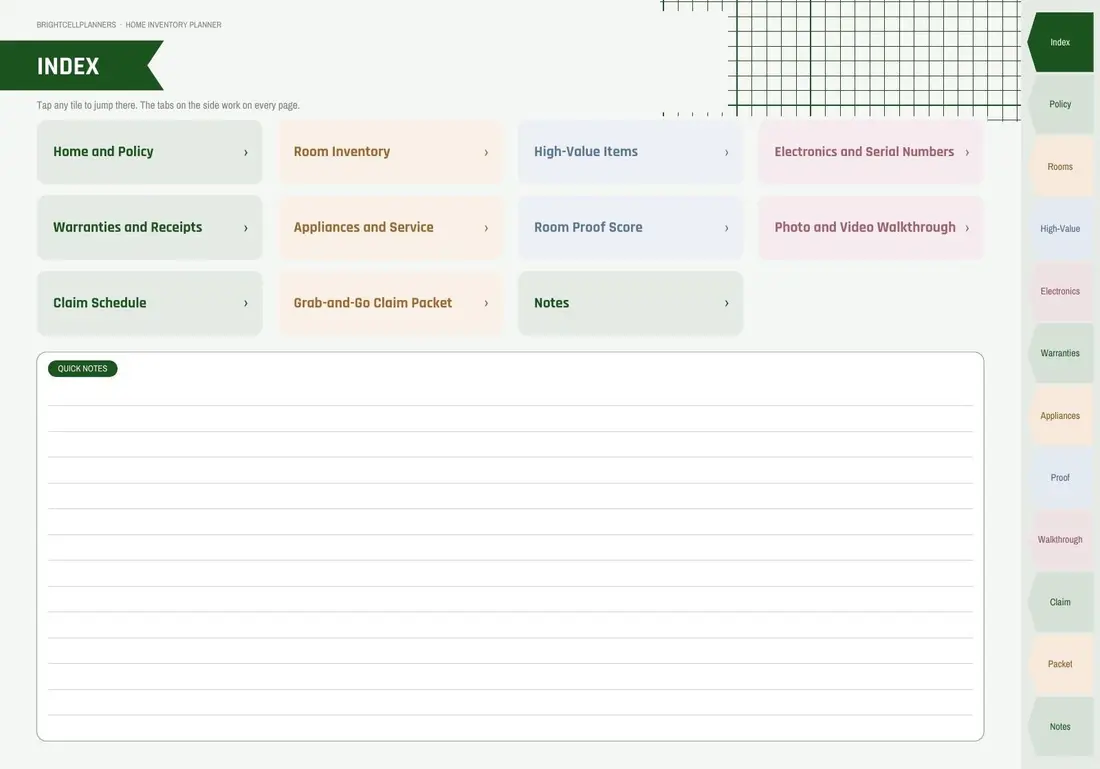 BRIGHTCELLPLANNERS · HOME INVENTORY PLANNER
INDEX
Tap any tile to jump there. The tabs on the side work on every page.
Home and Policy ›
Room Inventory ›
High-Value Items ›
Electronics and Serial Numbers ›
Warranties and Receipts ›
Appliances and Service ›
Room Proof Score ›
Photo and Video Walkthrough ›
Claim Schedule ›
Grab-and-Go Claim Packet ›
Notes ›
QUICK NOTES
Index
Policy
Rooms
High-Value
Electronics
Warranties
Appliances
Proof
Walkthrough
Claim
Packet
Notes